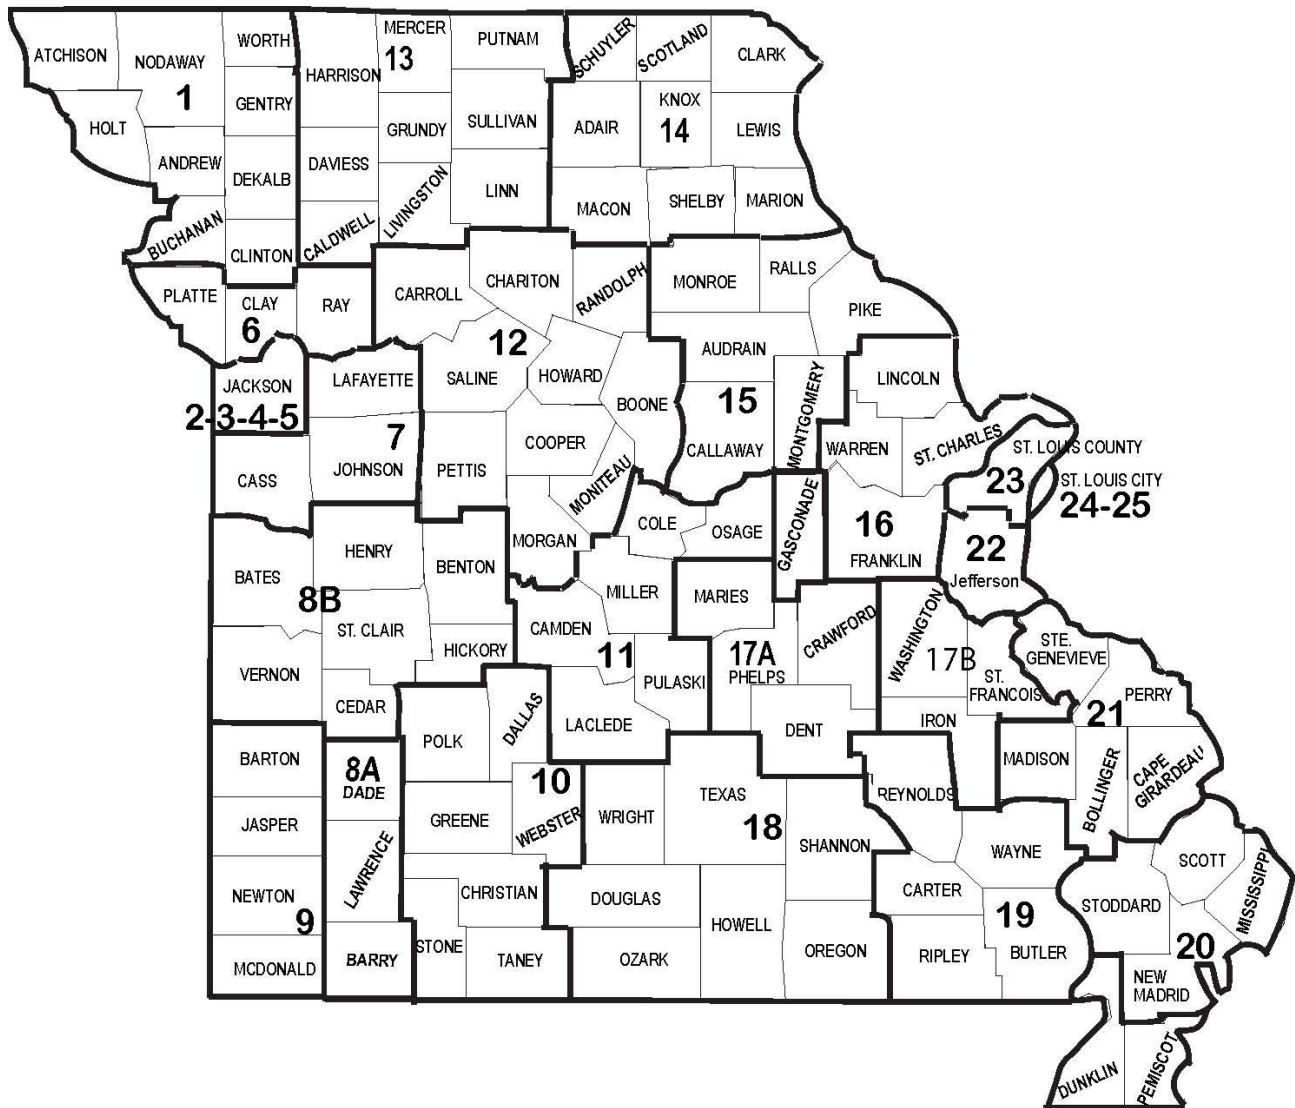 ATCHISON
NODAWAY
WORTH
1
GENTRY
HOLT
ANDREW
DEKALB
BUCHANAN
CLINTON
HARRISON
MERCER
13
PUTNAM
GRUNDY
SULLIVAN
DAVIESS
LIVINGSTON
LINN
CALDWELL
SCHUYLER
SCOTLAND
CLARK
ADAIR
KNOX
14
LEWIS
MACON
SHELBY
MARION
PLATTE
CLAY
6
RAY
CARROLL
CHARITON
RANDOLPH
12
SALINE
HOWARD
BOONE
COOPER
PETTIS
MONITEAU
MORGAN
MONROE
RALLS
PIKE
AUDRAIN
15
CALLAWAY
MONTGOMERY
JACKSON
2-3-4-5
LAFAYETTE
7
JOHNSON
CASS
LINCOLN
WARREN
ST. CHARLES
16
FRANKLIN
GASCONADE
ST. LOUIS COUNTY
23
ST. LOUIS CITY
24-25
22
Jefferson
COLE
OSAGE
BATES
HENRY
BENTON
8B
ST. CLAIR
HICKORY
VERNON
CEDAR
MILLER
CAMDEN
11
PULASKI
LACLEDE
MARIES
17A
PHELPS
CRAWFORD
DENT
WASHINGTON
17B
ST.
FRANCOIS
IRON
STE.
GENEVIEVE
PERRY
21
MADISON
BOLLINGER
CAPE
GIRARDEAU
BARTON
JASPER
NEWTON
9
MCDONALD
8A
DADE
LAWRENCE
BARRY
POLK
DALLAS
10
GREENE
WEBSTER
CHRISTIAN
STONE
TANEY
WRIGHT
TEXAS
18
SHANNON
DOUGLAS
HOWELL
OZARK
OREGON
REYNOLDS
WAYNE
CARTER
19
RIPLEY
BUTLER
SCOTT
MISSISSIPPI
STODDARD
20
NEW
MADRID
DUNKLIN
PEMISCOT